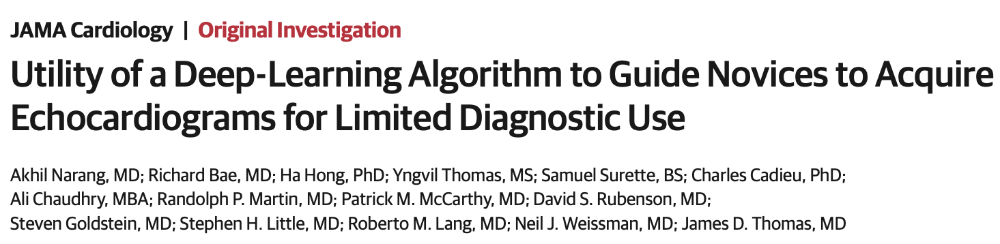 JAMA Cardiology | Original Investigation
Utility of a Deep-Learning Algorithm to Guide Novices to Acquire
Echocardiograms for Limited Diagnostic Use
Akhil Narang, MD; Richard Bae, MD; Ha Hong, PhD; Yngvil Thomas, MS; Samuel Surette, BS; Charles Cadieu, PhD;
Ali Chaudhry, MBA; Randolph P. Martin, MD; Patrick M. McCarthy, MD; David S. Rubenson, MD;
Steven Goldstein, MD; Stephen H. Little, MD; Roberto M. Lang, MD; Neil J. Weissman, MD; James D. Thomas, MD